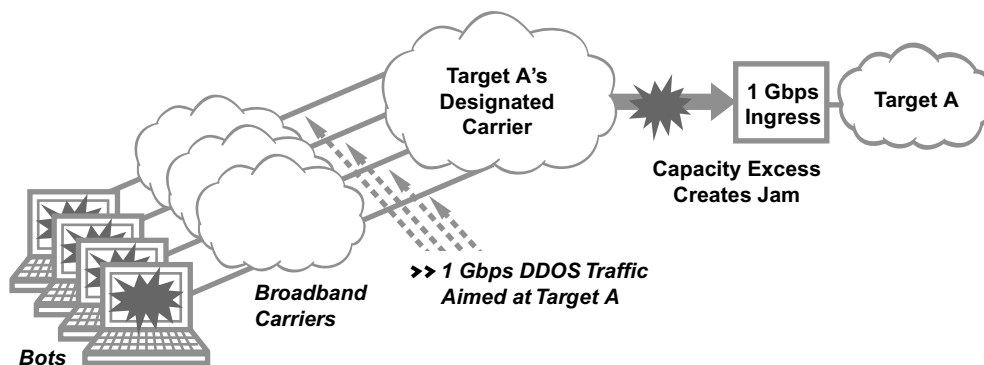 Target A's
Designated
Carrier
1 Gbps
Ingress
Target A
Capacity Excess
Creates Jam
>> 1 Gbps DDOS Traffic
Aimed at Target A
Broadband
Carriers
Bots